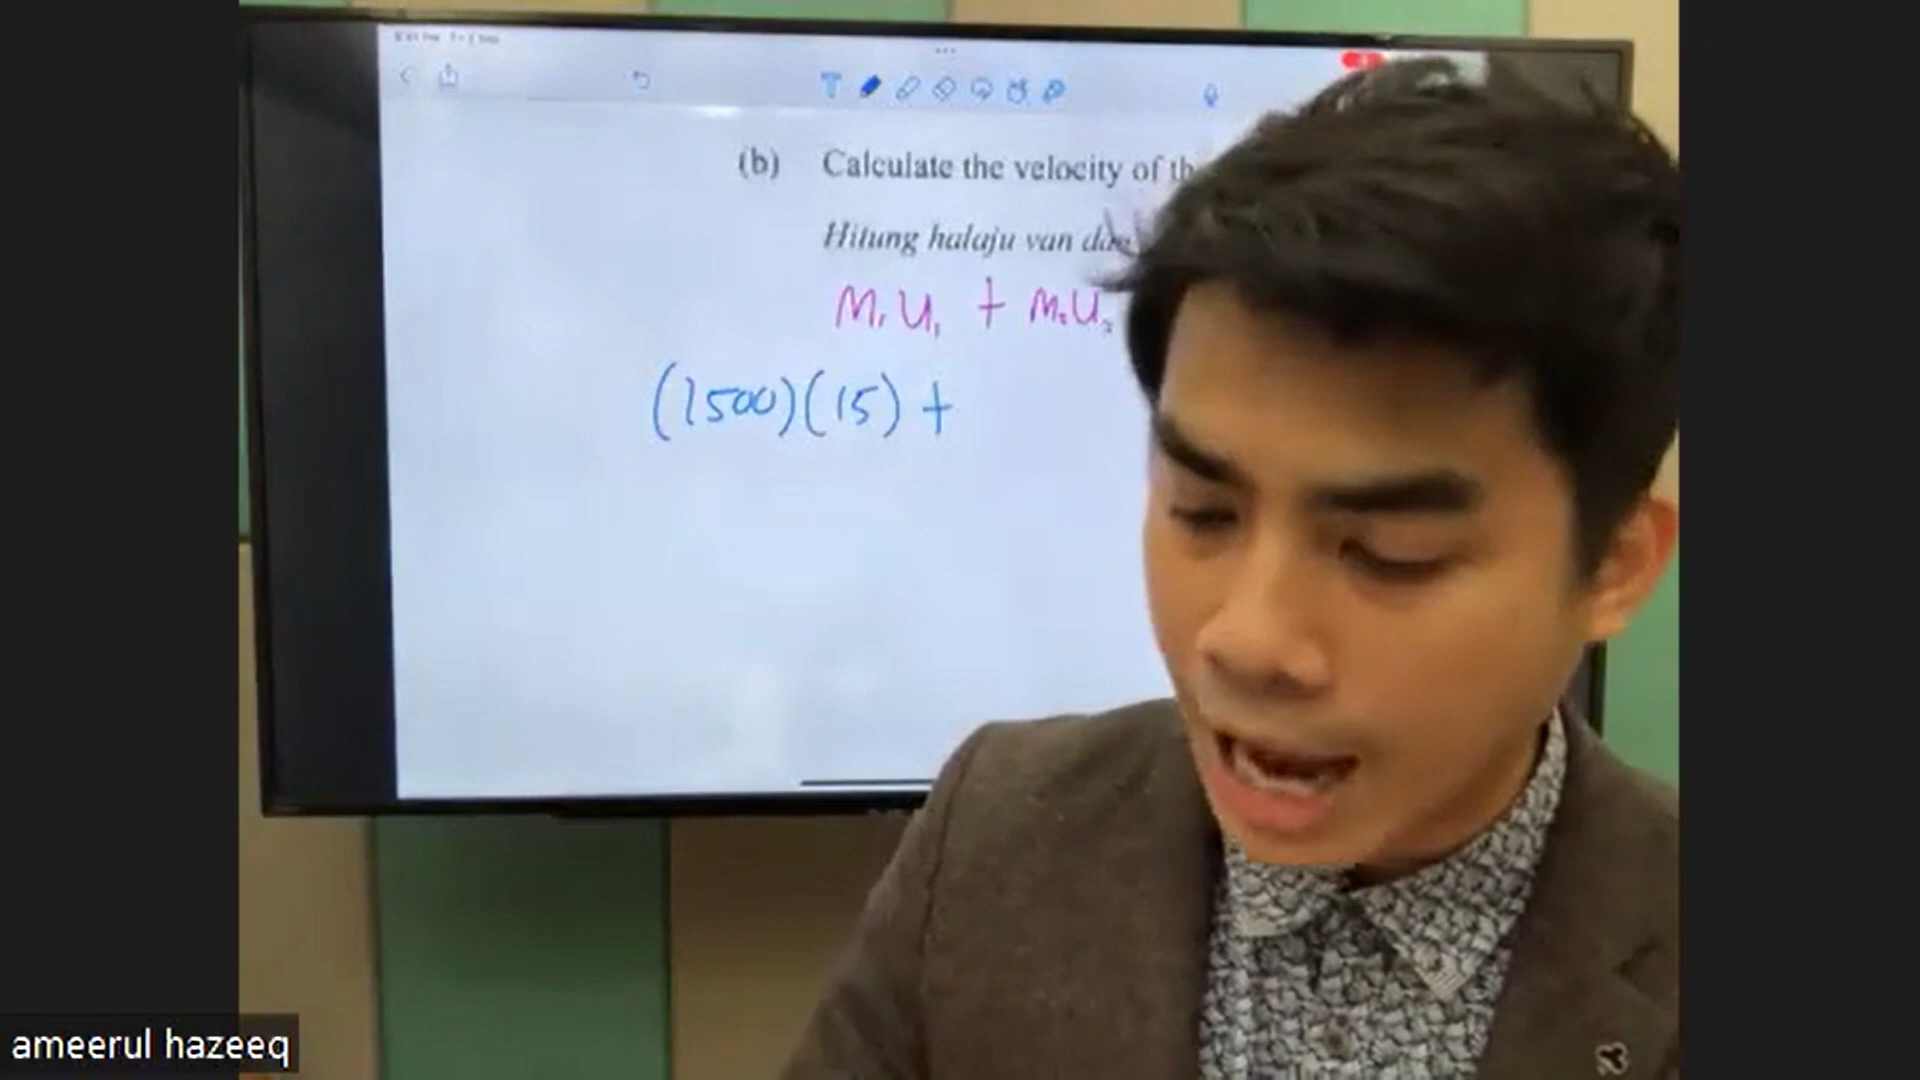 (b) Calculate the velocity of th
Hitung halaju van dan
M₁U₁ + M₂U₂
(1500)(15) +
ameerul hazeeq